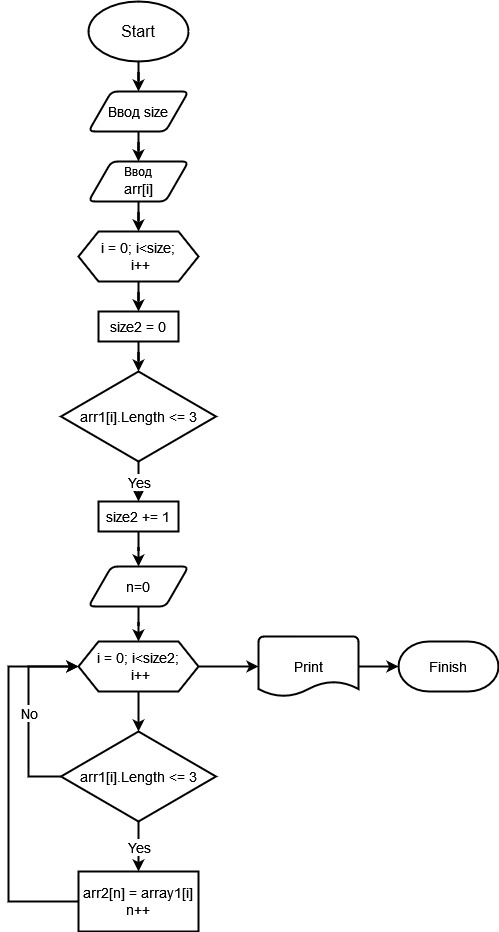 Start
Ввод size
Ввод
arr[i]
i = 0; i<size;
i++
size2 = 0
arr1[i].Length <= 3
Yes
size2 += 1
n=0
i = 0; i<size2;
i++
Print
Finish
No
arr1[i].Length <= 3
Yes
arr2[n] = array1[i]
n++